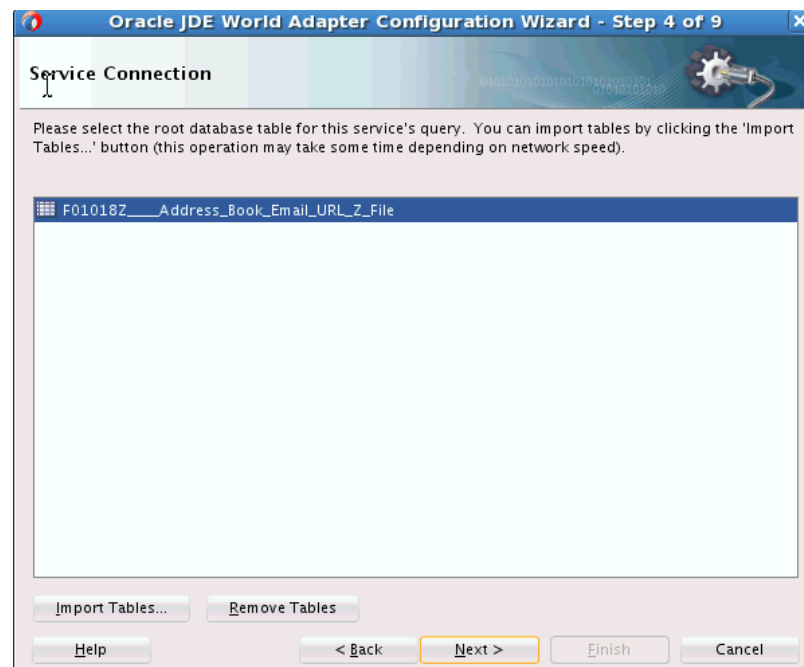 Oracle JDE World Adapter Configuration Wizard - Step 4 of 9
Service Connection
Please select the root database table for this service's query. You can import tables by clicking the 'Import
Tables...' button (this operation may take some time depending on network speed).
F01018Z____Address_Book_Email_URL_Z_File
Import Tables... Remove Tables
Help < Back Next > Finish Cancel